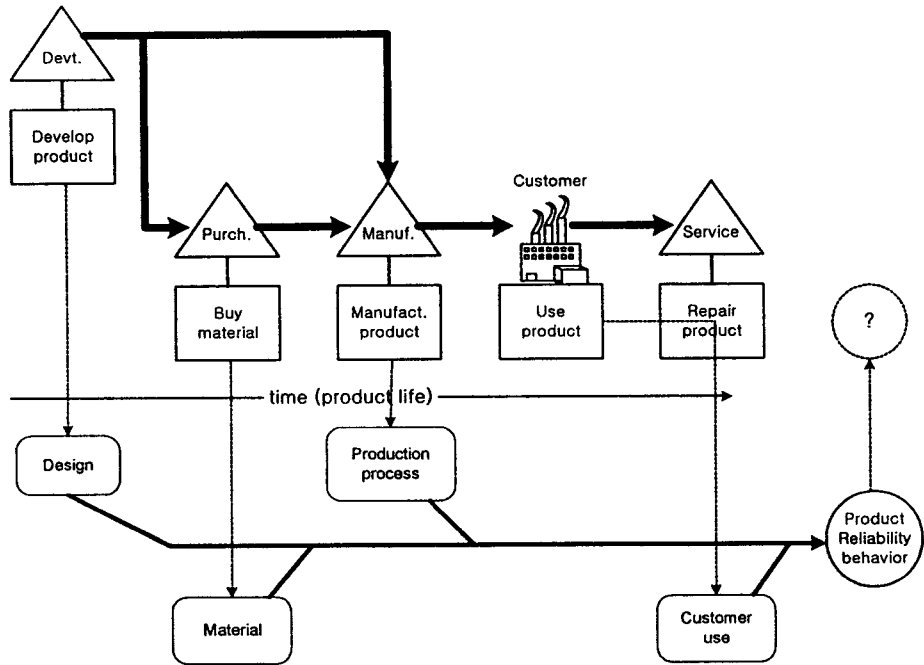 Devt.
Develop
product
Customer
Purch.
Manuf.
Service
Buy
material
Manufact.
product
Use
product
Repair
product
?
time (product life)
Design
Production
process
Product
Reliability
behavior
Material
Customer
use